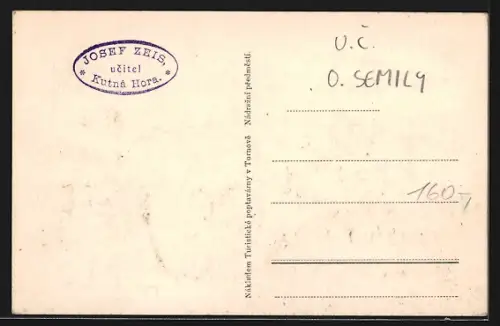 JOSEF ZEIS,
učitel
* Kutná Hora. *
Nákladem Turistické poptavárny v Turnově Nádražní předměstí.
U.Č.
O. SEMILY
160-,